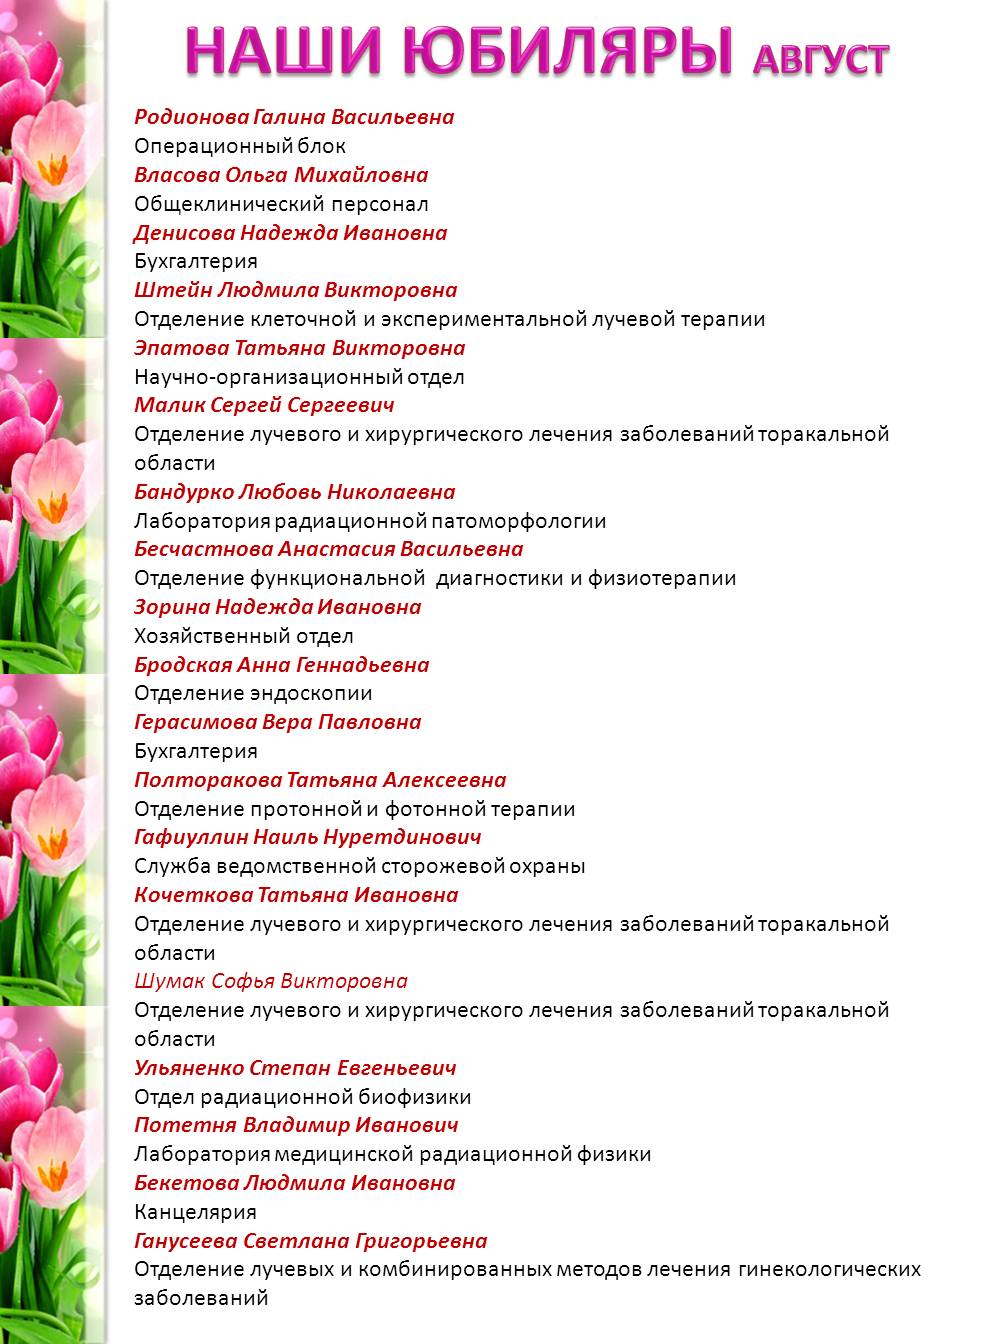 НАШИ ЮБИЛЯРЫ АВГУСТ
Родионова Галина Васильевна
Операционный блок
Власова Ольга Михайловна
Общеклинический персонал
Денисова Надежда Ивановна
Бухгалтерия
Штейн Людмила Викторовна
Отделение клеточной и экспериментальной лучевой терапии
Эпатова Татьяна Викторовна
Научно-организационный отдел
Малик Сергей Сергеевич
Отделение лучевого и хирургического лечения заболеваний торакальной
области
Бандурко Любовь Николаевна
Лаборатория радиационной патоморфологии
Бесчастнова Анастасия Васильевна
Отделение функциональной  диагностики и физиотерапии
Зорина Надежда Ивановна
Хозяйственный отдел
Бродская Анна Геннадьевна
Отделение эндоскопии
Герасимова Вера Павловна
Бухгалтерия
Полторакова Татьяна Алексеевна
Отделение протонной и фотонной терапии
Гафиуллин Наиль Нуретдинович
Служба ведомственной сторожевой охраны
Кочеткова Татьяна Ивановна
Отделение лучевого и хирургического лечения заболеваний торакальной
области
Шумак Софья Викторовна
Отделение лучевого и хирургического лечения заболеваний торакальной
области
Ульяненко Степан Евгеньевич
Отдел радиационной биофизики
Потетня Владимир Иванович
Лаборатория медицинской радиационной физики
Бекетова Людмила Ивановна
Канцелярия
Ганусеева Светлана Григорьевна
Отделение лучевых и комбинированных методов лечения гинекологических
заболеваний